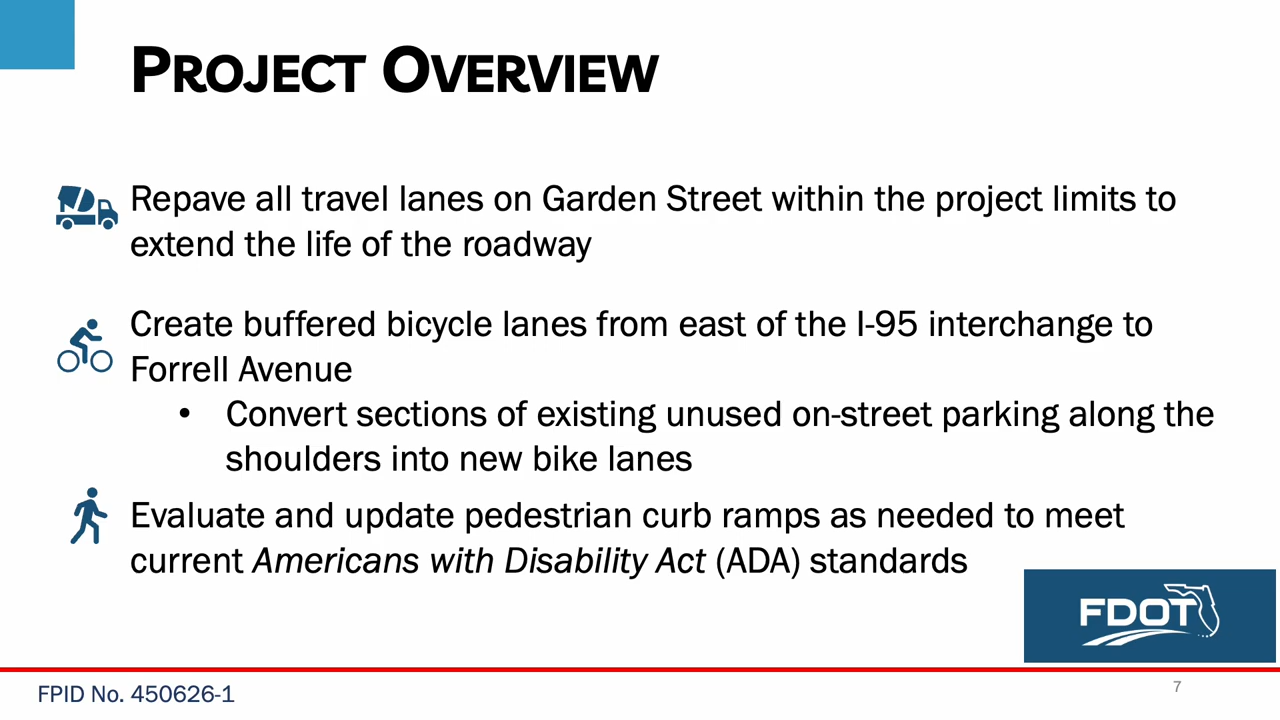 PROJECT OVERVIEW
Repave all travel lanes on Garden Street within the project limits to
extend the life of the roadway
Create buffered bicycle lanes from east of the I-95 interchange to
Forrell Avenue
• Convert sections of existing unused on-street parking along the
shoulders into new bike lanes
Evaluate and update pedestrian curb ramps as needed to meet
current Americans with Disability Act (ADA) standards
FDOT
FPID No. 450626-1
7